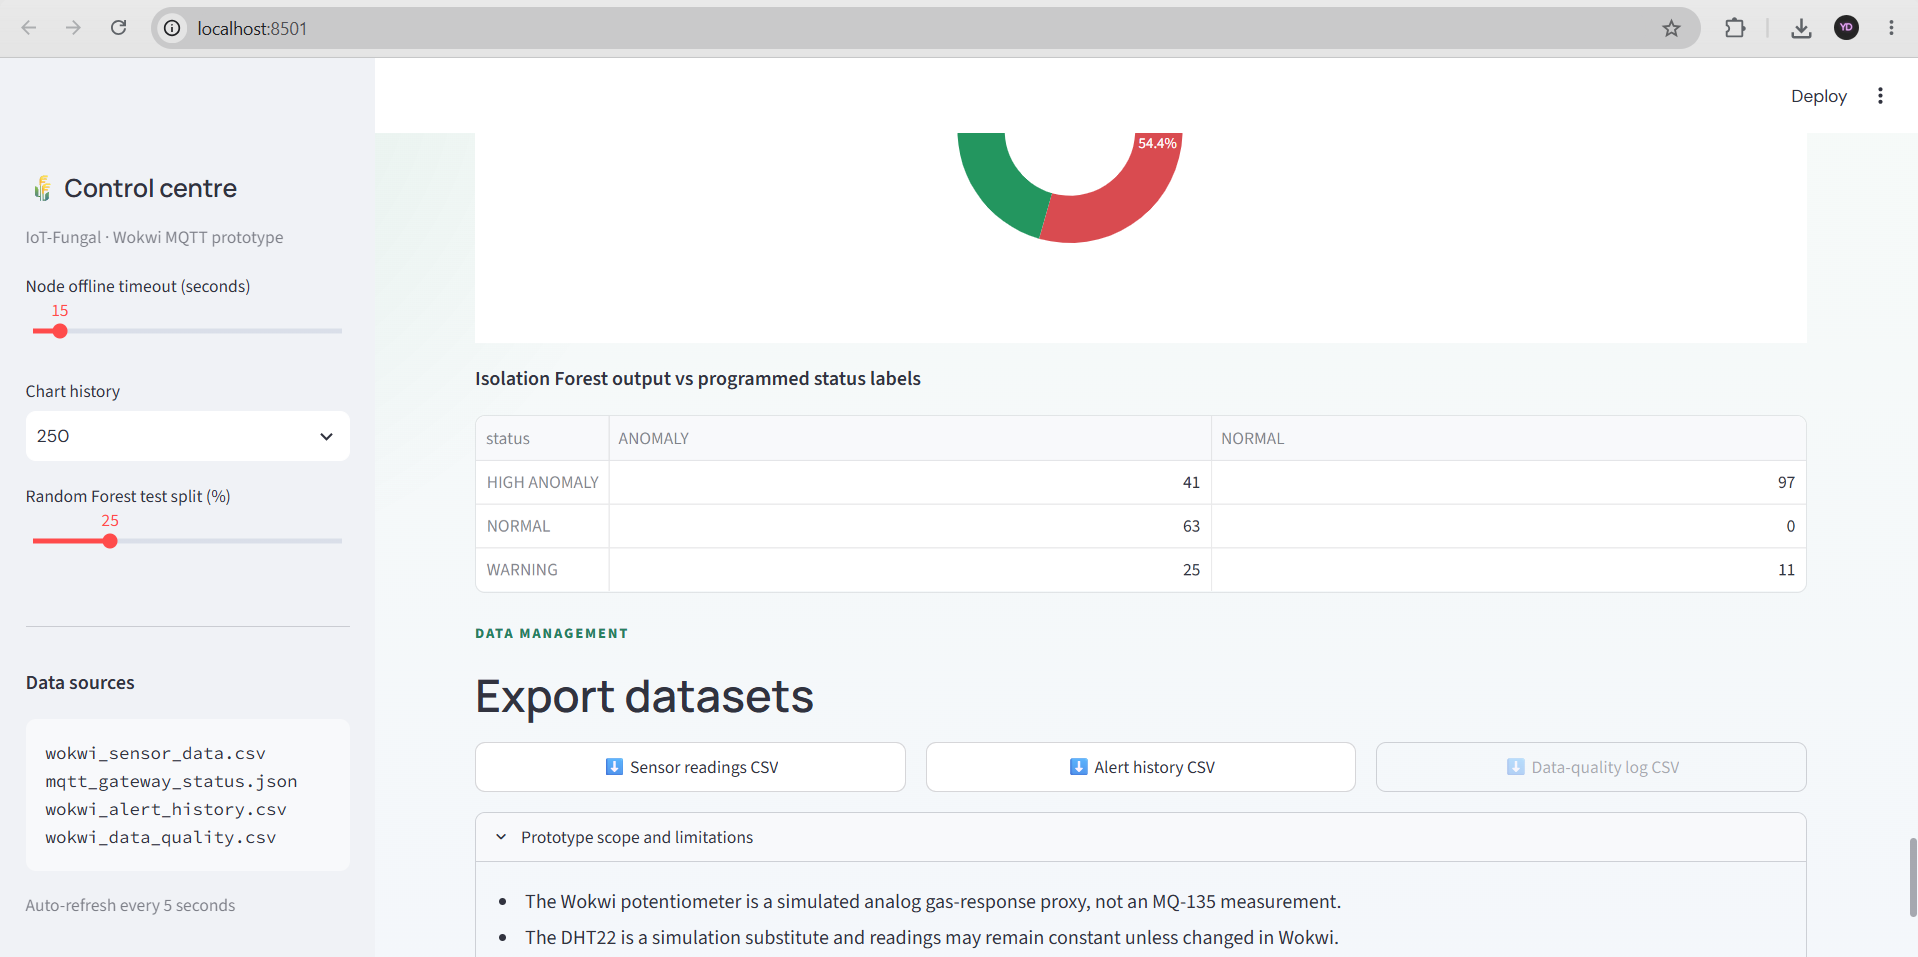 localhost:8501
YD
Deploy
Control centre
IoT-Fungal · Wokwi MQTT prototype
Node offline timeout (seconds)
15
Chart history
250
Random Forest test split (%)
25
Data sources
wokwi_sensor_data.csv
mqtt_gateway_status.json
wokwi_alert_history.csv
wokwi_data_quality.csv
Auto-refresh every 5 seconds
54.4%
Isolation Forest output vs programmed status labels
status ANOMALY NORMAL
HIGH ANOMALY 41 97
NORMAL 63 0
WARNING 25 11
DATA MANAGEMENT
Export datasets
Sensor readings CSV
Alert history CSV
Data-quality log CSV
Prototype scope and limitations
• The Wokwi potentiometer is a simulated analog gas-response proxy, not an MQ-135 measurement.
• The DHT22 is a simulation substitute and readings may remain constant unless changed in Wokwi.